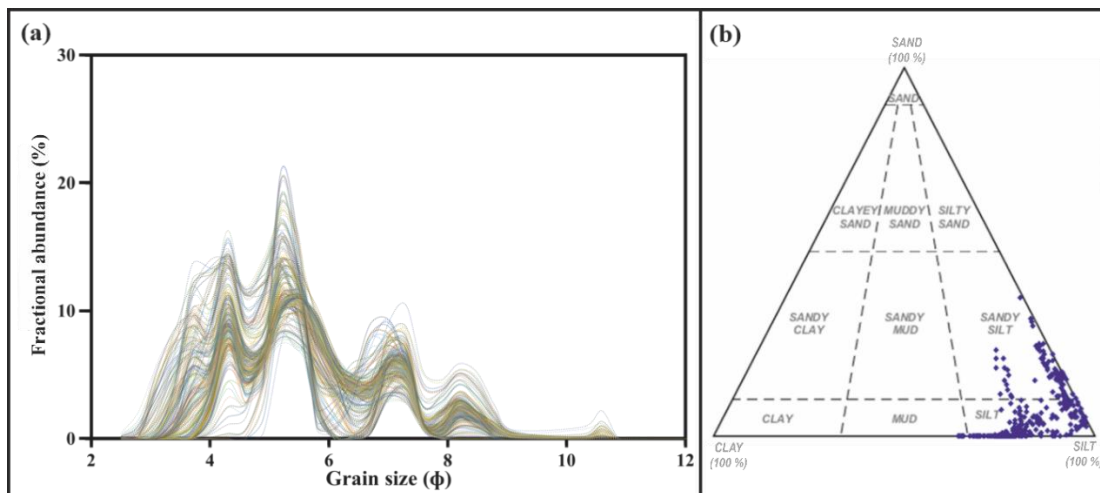 (a)
30
20
10
0
Fractional abundance (%)
2 4 6 8 10 12
Grain size (ϕ)
(b)
SAND
(100 %)
SAND
CLAYEY MUDDY SILTY
SAND SAND SAND
SANDY SANDY SANDY
CLAY MUD SILT
CLAY MUD SILT
CLAY SILT
(100 %) (100 %)